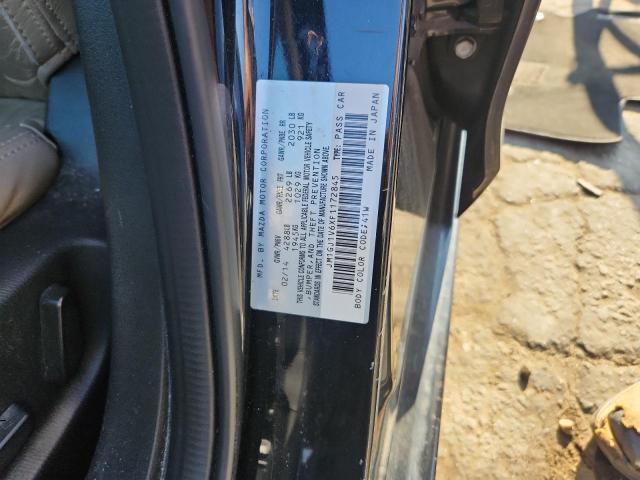 MFD. BY MAZDA MOTOR CORPORATION
DATE GVWR/PNBV GAWR/PLIE FRT GAWR/PNBE RR
02/14 4288LB 2269 LB 2030 LB
1945KG 1029 KG 921 KG
THIS VEHICLE CONFORMS TO ALL APPLICABLE FEDERAL MOTOR VEHICLE SAFETY
,BUMPER,AND THEFT PREVENTION
STANDARDS IN EFFECT ON THE DATE OF MANUFACTURE SHOWN ABOVE.
JM1GJ1V6XF1172845 TYPE: PASS CAR
BODY COLOR CODE:41W MADE IN JAPAN